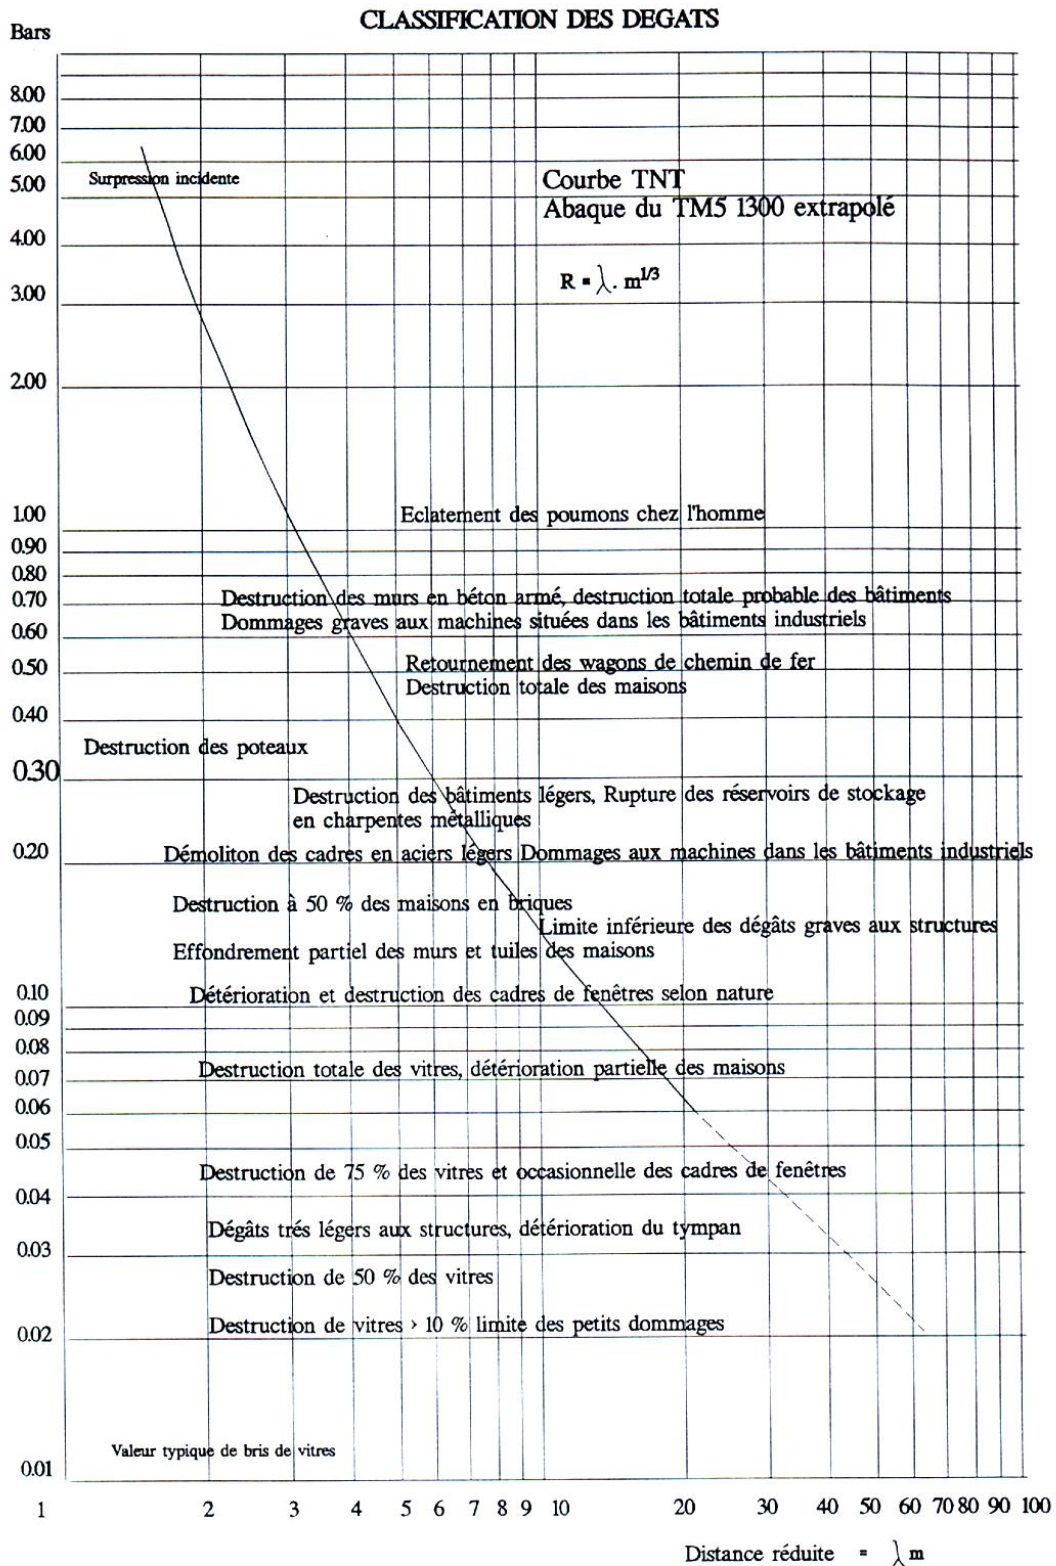 CLASSIFICATION DES DEGATS
Bars
8.00
7.00
6.00
Surpression incidente
5.00
Courbe TNT
Abaque du TM5 1300 extrapolé
4.00
R = λ. m1/3
3.00
2.00
1.00
Eclatement des poumons chez l'homme
0.90
0.80
0.70
Destruction des murs en béton armé, destruction totale probable des bâtiments
Dommages graves aux machines situées dans les bâtiments industriels
0.60
Retournement des wagons de chemin de fer
0.50
Destruction totale des maisons
0.40
Destruction des poteaux
0.30
Destruction des bâtiments légers, Rupture des réservoirs de stockage
en charpentes métalliques
0.20
Démoliton des cadres en aciers légers Dommages aux machines dans les bâtiments industriels
Destruction à 50 % des maisons en briques
Limite inférieure des dégâts graves aux structures
Effondrement partiel des murs et tuiles des maisons
0.10
Détérioration et destruction des cadres de fenêtres selon nature
0.09
0.08
0.07
Destruction totale des vitres, détérioration partielle des maisons
0.06
0.05
Destruction de 75 % des vitres et occasionnelle des cadres de fenêtres
0.04
Dégâts trés légers aux structures, détérioration du tympan
0.03
Destruction de 50 % des vitres
0.02
Destruction de vitres > 10 % limite des petits dommages
Valeur typique de bris de vitres
0.01
1 2 3 4 5 6 7 8 9 10 20 30 40 50 60 70 80 90 100
Distance réduite = λ m